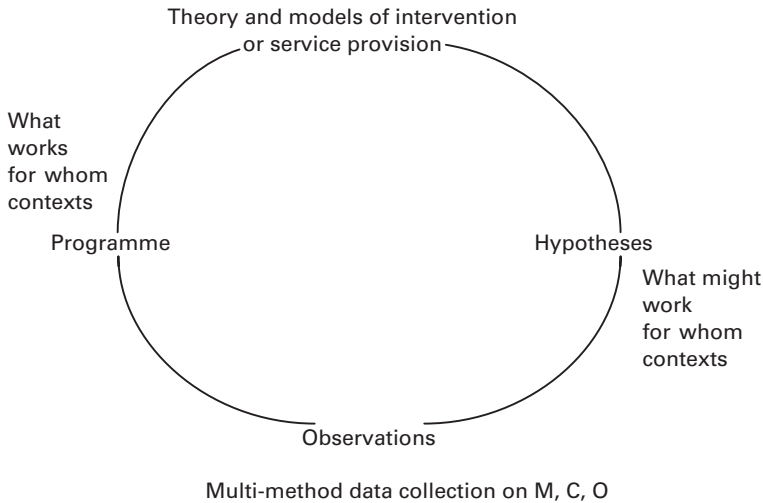 Theory and models of intervention
or service provision
What
works
for whom
contexts
Programme
Hypotheses
What might
work
for whom
contexts
Observations
Multi-method data collection on M, C, O